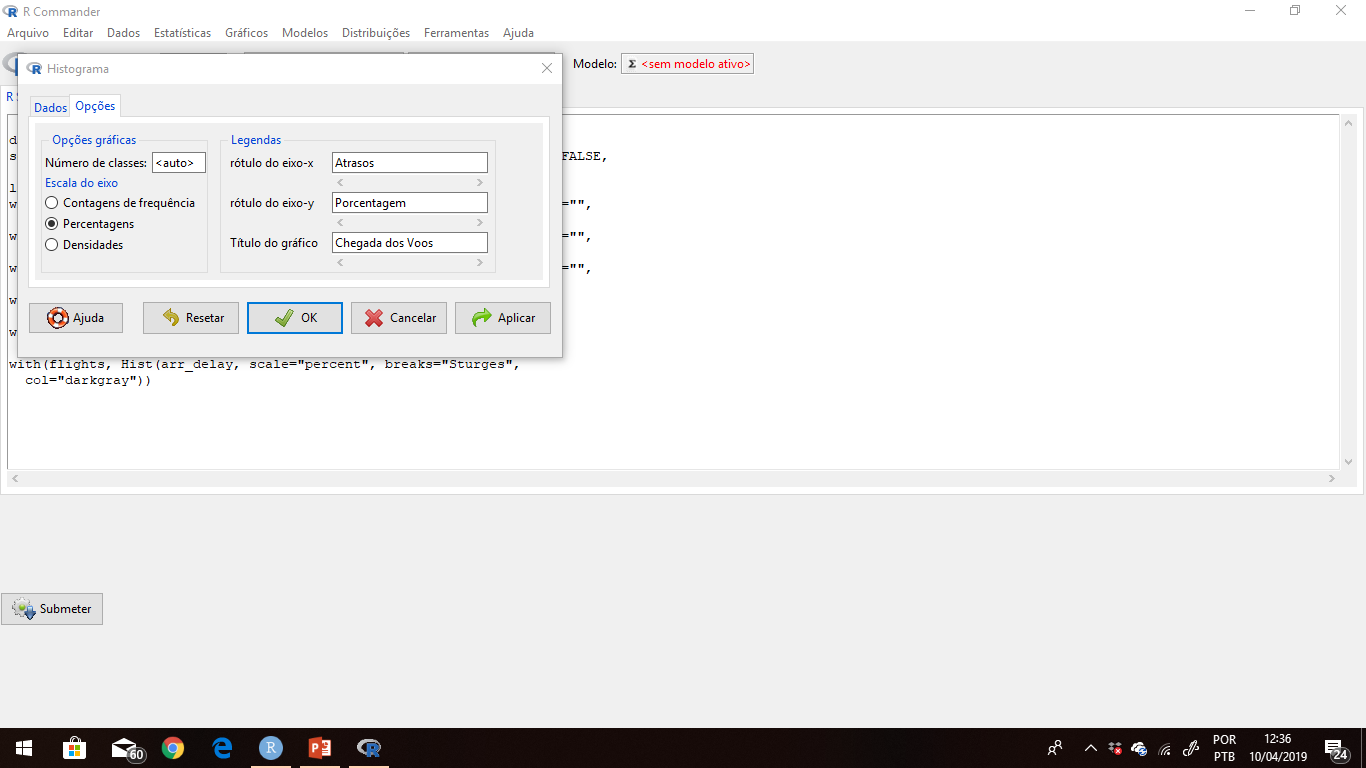 R Commander
Arquivo Editar Dados Estatísticas Gráficos Modelos Distribuições Ferramentas Ajuda
Modelo: Σ <sem modelo ativo>
Histograma
R S
Dados Opções
Opções gráficas
Número de classes: <auto>
Escala do eixo
Contagens de frequência
Percentagens
Densidades
Legendas
rótulo do eixo-x Atrasos
rótulo do eixo-y Porcentagem
Título do gráfico Chegada dos Voos
Ajuda Resetar OK Cancelar Aplicar
d
s FALSE,
l
w ="",
w ="",
w ="",
w
w
with(flights, Hist(arr_delay, scale="percent", breaks="Sturges",
col="darkgray"))
Submeter
60
R
24
POR
PTB
12:36
10/04/2019